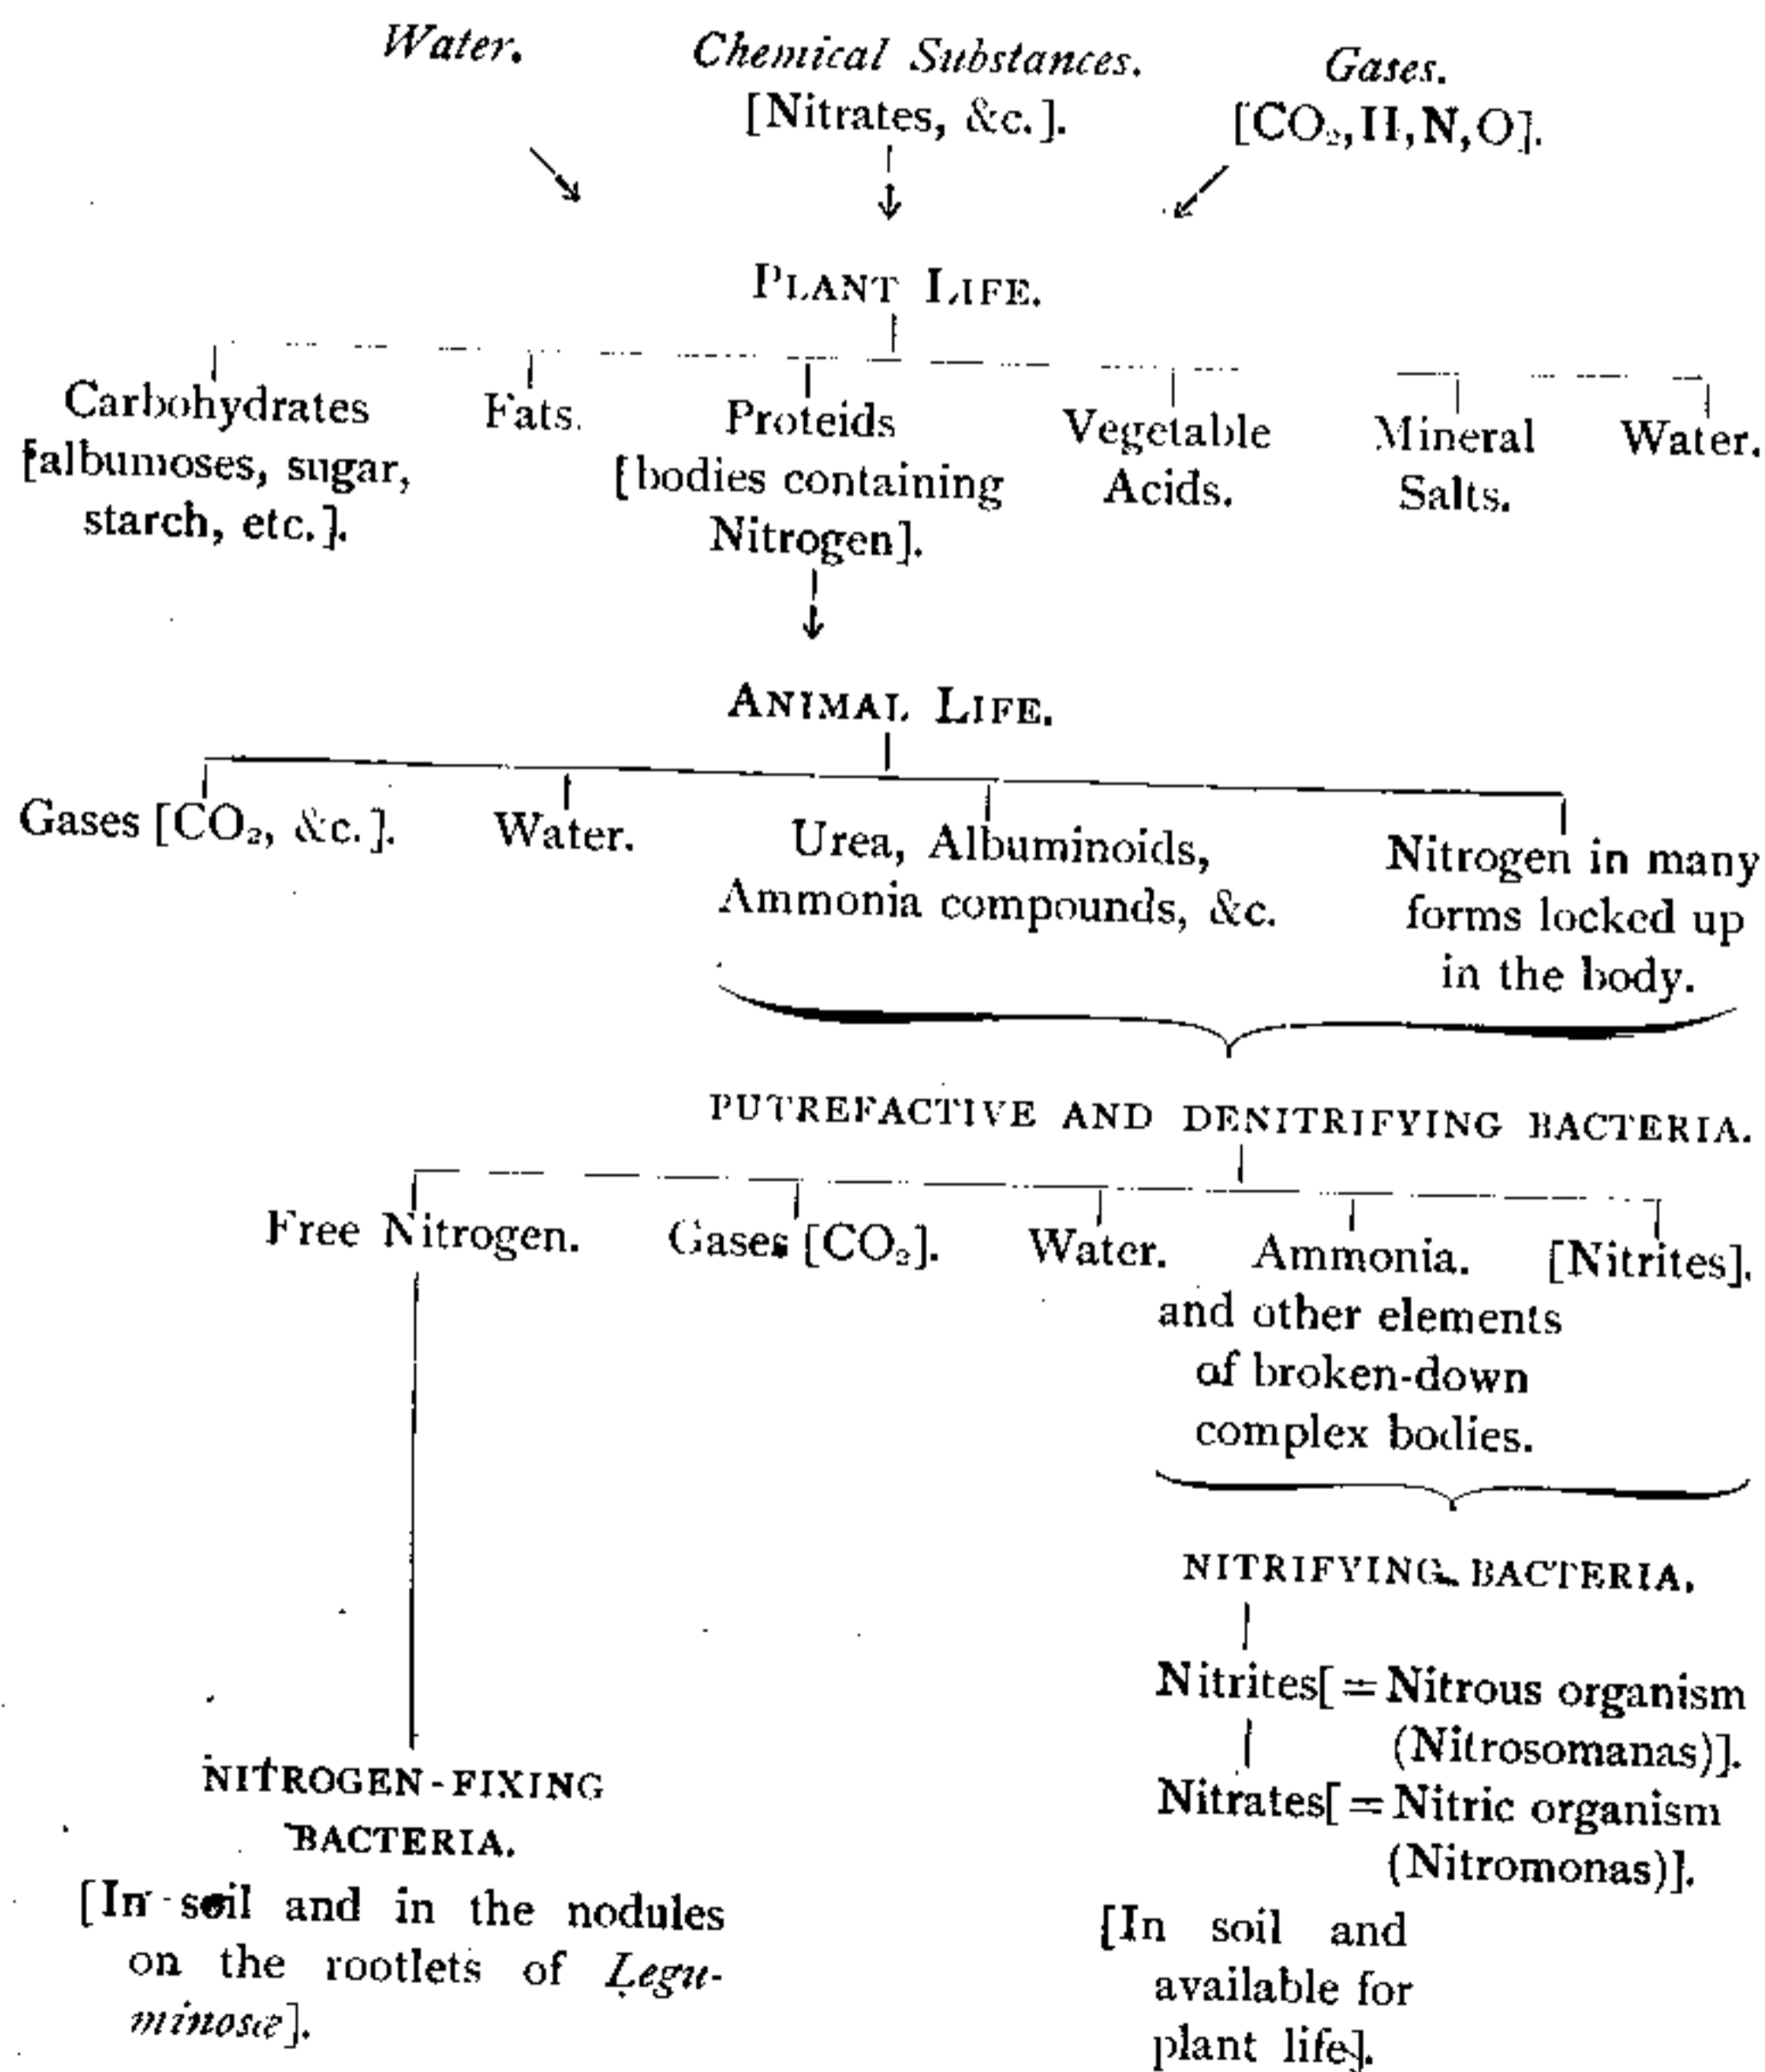 Water.
Chemical Substances.
[Nitrates, &c.].
Gases.
[CO₂, H, N, O].
PLANT LIFE.
Carbohydrates
[albumoses, sugar,
starch, etc.].
Fats.
Proteids
[bodies containing
Nitrogen].
Vegetable
Acids.
Mineral
Salts.
Water.
ANIMAL LIFE.
Gases [CO₂, &c.].
Water.
Urea, Albuminoids,
Ammonia compounds, &c.
Nitrogen in many
forms locked up
in the body.
PUTREFACTIVE AND DENITRIFYING BACTERIA.
Free Nitrogen.
Gases [CO₂].
Water.
Ammonia.
and other elements
of broken-down
complex bodies.
[Nitrites].
NITRIFYING BACTERIA.
Nitrites[ = Nitrous organism
(Nitrosomanas)].
Nitrates[ = Nitric organism
(Nitromonas)].
[In soil and
available for
plant life].
NITROGEN-FIXING
BACTERIA.
[In soil and in the nodules
on the rootlets of Legu-
minosæ].